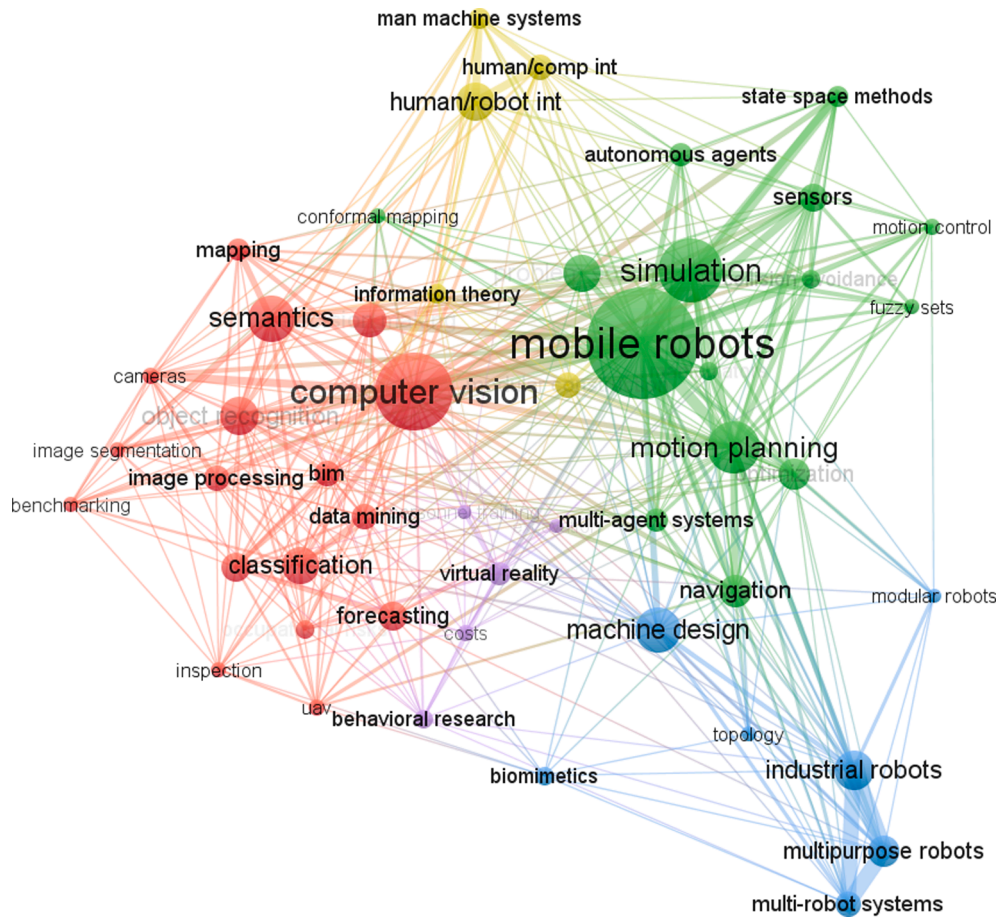 man machine systems
human/comp int
human/robot int
state space methods
autonomous agents
sensors
conformal mapping
motion control
mapping
simulation
avoidance
information theory
fuzzy sets
semantics
mobile robots
cameras
computer vision
object recognition
image segmentation
motion planning
optimization
image processing
bim
benchmarking
data mining
training
multi-agent systems
classification
virtual reality
navigation
modular robots
forecasting
costs
machine design
inspection
uav
behavioral research
topology
biomimetics
industrial robots
multipurpose robots
multi-robot systems